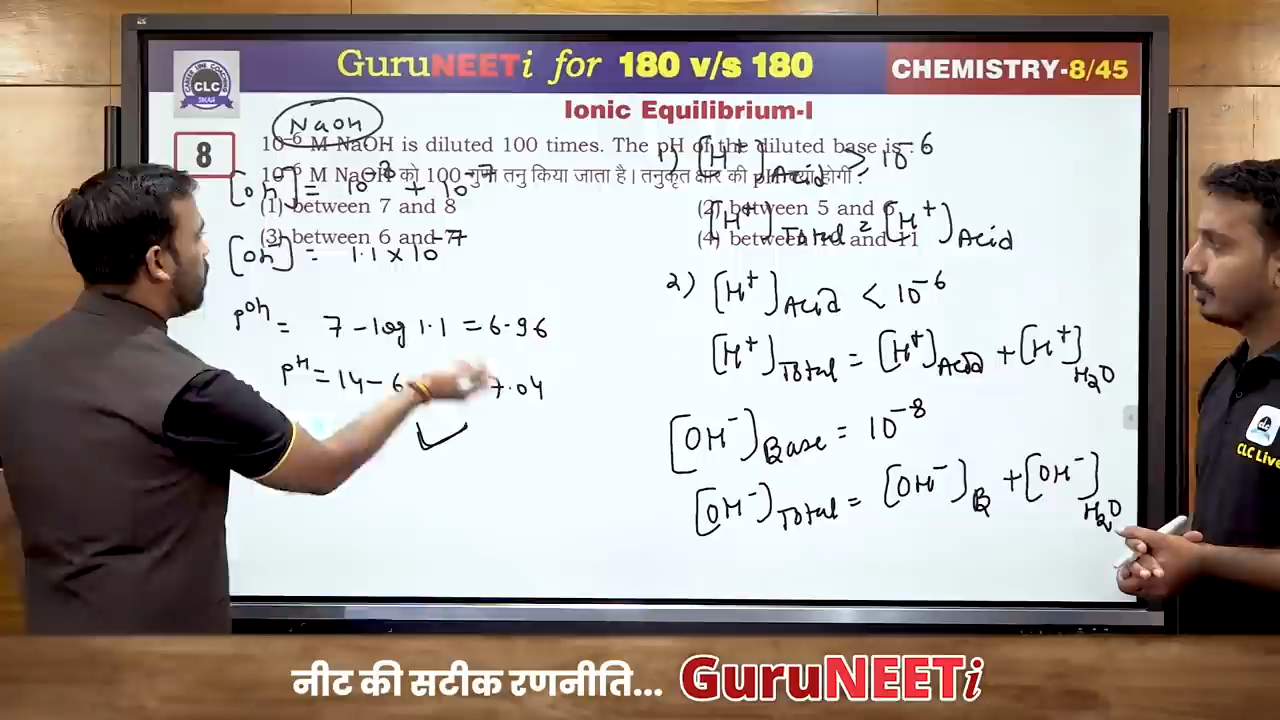 GuruNEETi for 180 v/s 180
CHEMISTRY-8/45
CLC
SIKAR
Ionic Equilibrium-I
NaOH
8
10⁻⁶ M NaOH is diluted 100 times. The pH of the diluted base is :
10⁻⁶ M NaOH को 100 गुना तनु किया जाता है। तनुकृत क्षार की pH क्या होगी :
(1) between 7 and 8
(2) between 5 and 6
(3) between 6 and 7
(4) between and 11
[OH] = 10⁻⁸ + 10⁻⁷
[OH] = 1.1 × 10⁻⁷
pOH = 7 - log 1.1 = 6.96
pH = 14 - 6 7.04
1) [H⁺]Acid > 10⁻⁶
[H⁺]Total = [H⁺]Acid
2) [H⁺]Acid < 10⁻⁶
[H⁺]Total = [H⁺]Acid + [H⁺]H₂O
[OH⁻]Base = 10⁻⁸
[OH⁻]Total = [OH⁻]B + [OH⁻]H₂O
CLC Live
नीट की सटीक रणनीति... GuruNEETi